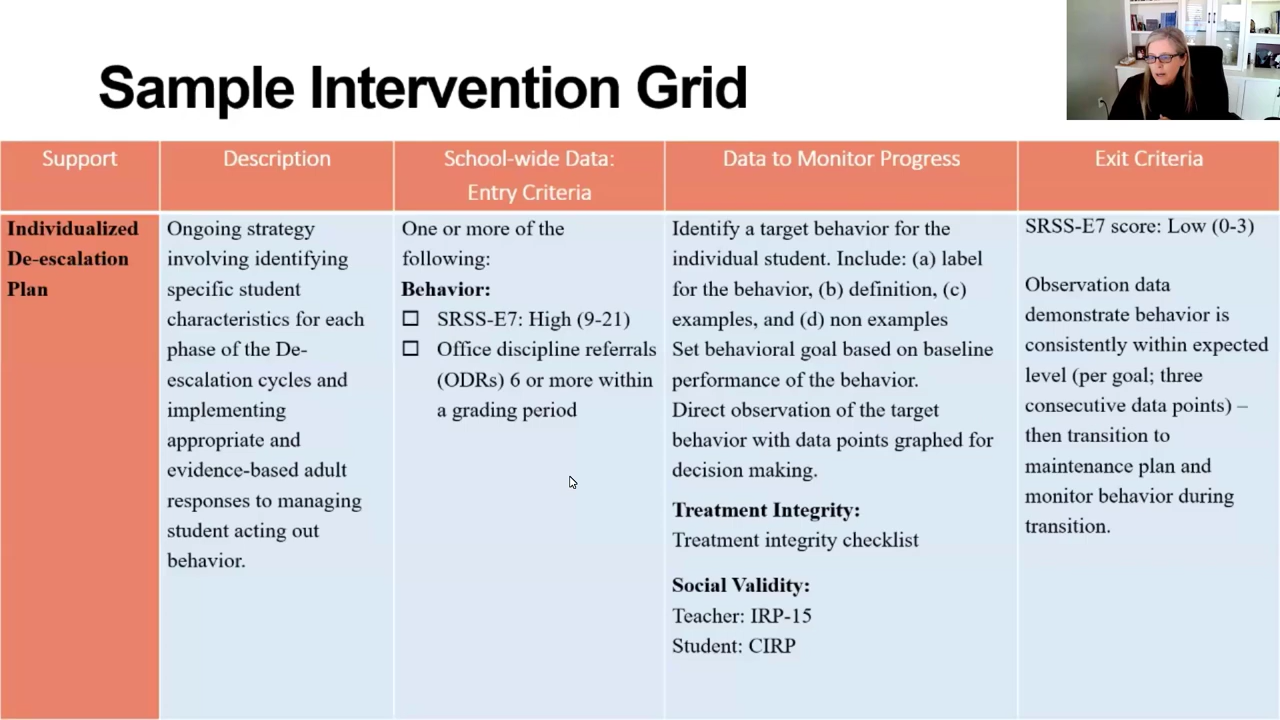 Sample Intervention Grid
Support
Description
School-wide Data:
Entry Criteria
Data to Monitor Progress
Exit Criteria
Individualized
De-escalation
Plan
Ongoing strategy
involving identifying
specific student
characteristics for each
phase of the De-
escalation cycles and
implementing
appropriate and
evidence-based adult
responses to managing
student acting out
behavior.
One or more of the
following:
Behavior:
☐ SRSS-E7: High (9-21)
☐ Office discipline referrals
(ODRs) 6 or more within
a grading period
Identify a target behavior for the
individual student. Include: (a) label
for the behavior, (b) definition, (c)
examples, and (d) non examples
Set behavioral goal based on baseline
performance of the behavior.
Direct observation of the target
behavior with data points graphed for
decision making.
Treatment Integrity:
Treatment integrity checklist
Social Validity:
Teacher: IRP-15
Student: CIRP
SRSS-E7 score: Low (0-3)
Observation data
demonstrate behavior is
consistently within expected
level (per goal; three
consecutive data points) –
then transition to
maintenance plan and
monitor behavior during
transition.